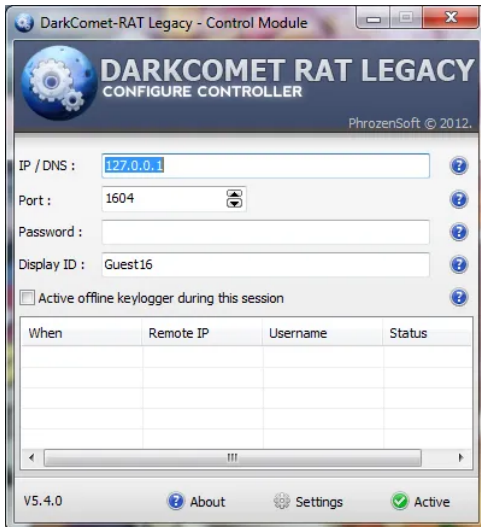 DarkComet-RAT Legacy - Control Module
DARKCOMET RAT LEGACY
CONFIGURE CONTROLLER
PhrozenSoft © 2012.
IP / DNS : 127.0.0.1
Port : 1604
Password :
Display ID : Guest16
Active offline keylogger during this session
When Remote IP Username Status
V5.4.0 About Settings Active